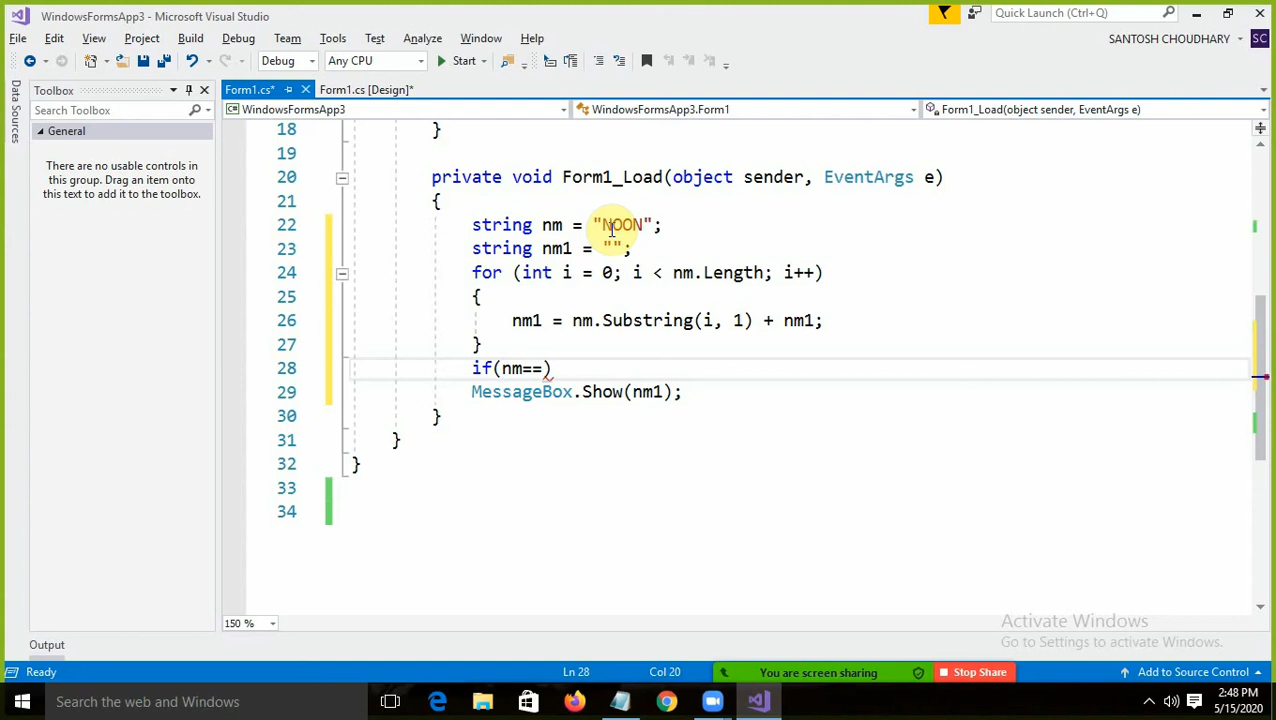 WindowsFormsApp3 - Microsoft Visual Studio
Quick Launch (Ctrl+Q)
File Edit View Project Build Debug Team Tools Test Analyze Window Help
SANTOSH CHOUDHARY SC
Debug Any CPU Start
Data Sources
Toolbox
Form1.cs* Form1.cs [Design]*
Search Toolbox
WindowsFormsApp3 WindowsFormsApp3.Form1 Form1_Load(object sender, EventArgs e)
General
There are no usable controls in
this group. Drag an item onto
this text to add it to the toolbox.
18 }
19
20 private void Form1_Load(object sender, EventArgs e)
21 {
22 string nm = "NOON";
23 string nm1 = "";
24 for (int i = 0; i < nm.Length; i++)
25 {
26 nm1 = nm.Substring(i, 1) + nm1;
27 }
28 if(nm==)
29 MessageBox.Show(nm1);
30 }
31 }
32 }
33
34
150 %
Activate Windows
Go to Settings to activate Windows.
Output
Ready Ln 28 Col 20 You are screen sharing Stop Share Add to Source Control
Search the web and Windows
2:48 PM
5/15/2020